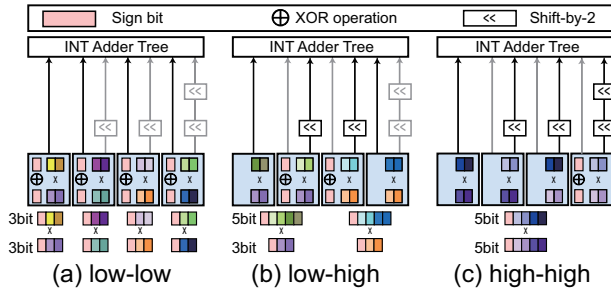 Sign bit XOR operation << Shift-by-2
INT Adder Tree INT Adder Tree INT Adder Tree
<< << <<
<< << << << << << <<
x x x x x x x x x x x x
3bit 5bit 5bit
x x x x x x x
3bit 3bit 5bit
(a) low-low (b) low-high (c) high-high